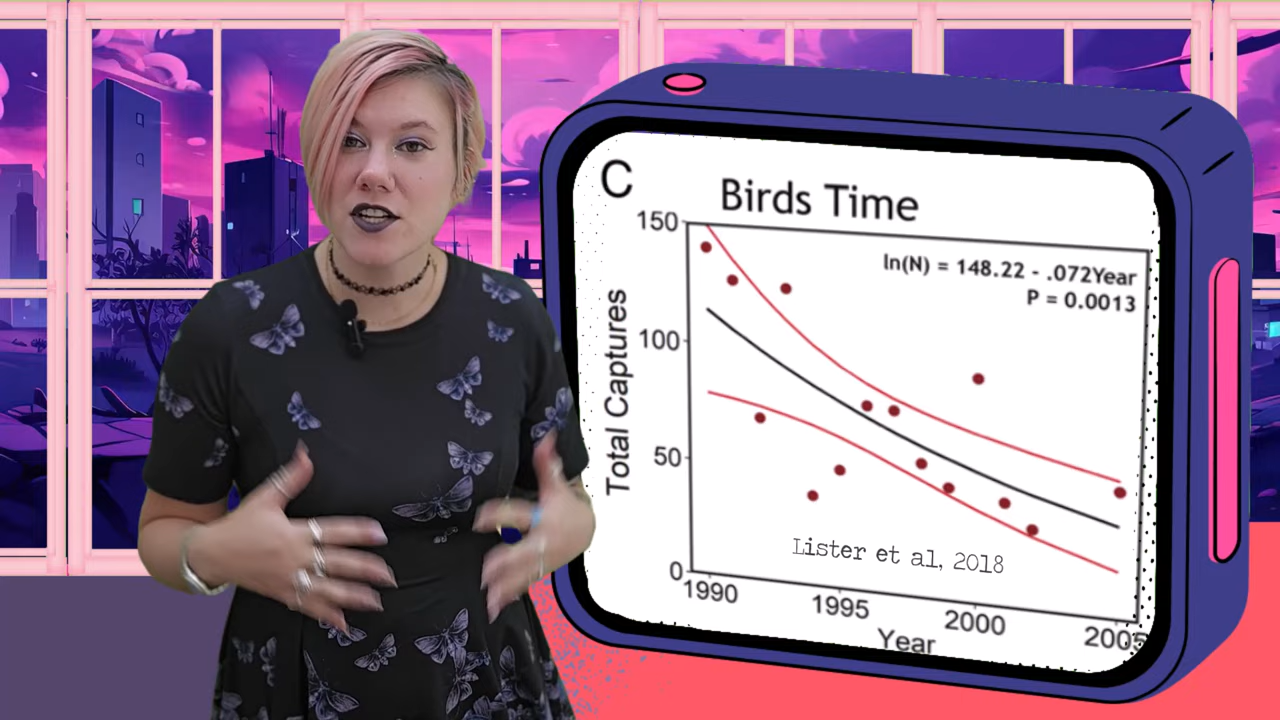 C
Birds Time
150
ln(N) = 148.22 - .072Year
P = 0.0013
Total Captures
100
50
0
Lister et al, 2018
1990
1995
2000
2005
Year